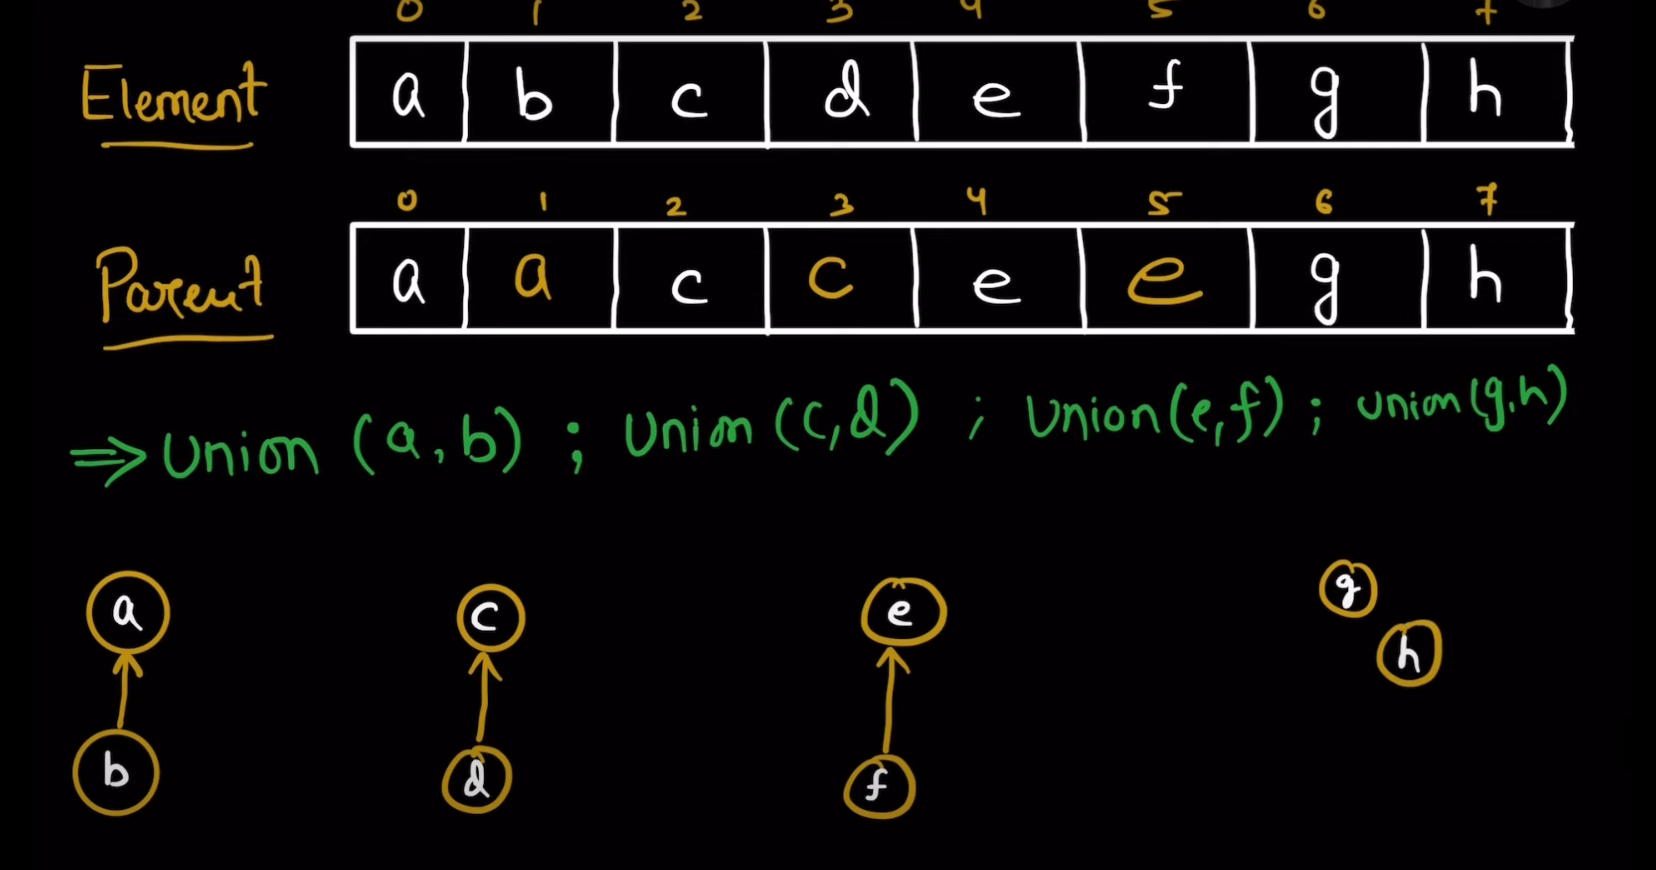 0 1 2 3 4 5 6 7
Element a b c d e f g h
0 1 2 3 4 5 6 7
Parent a a c c e e g h
⇒ Union (a, b) ; Union (c,d) ; Union(e,f) ; Union(g,h)
a c e g
h
b d f